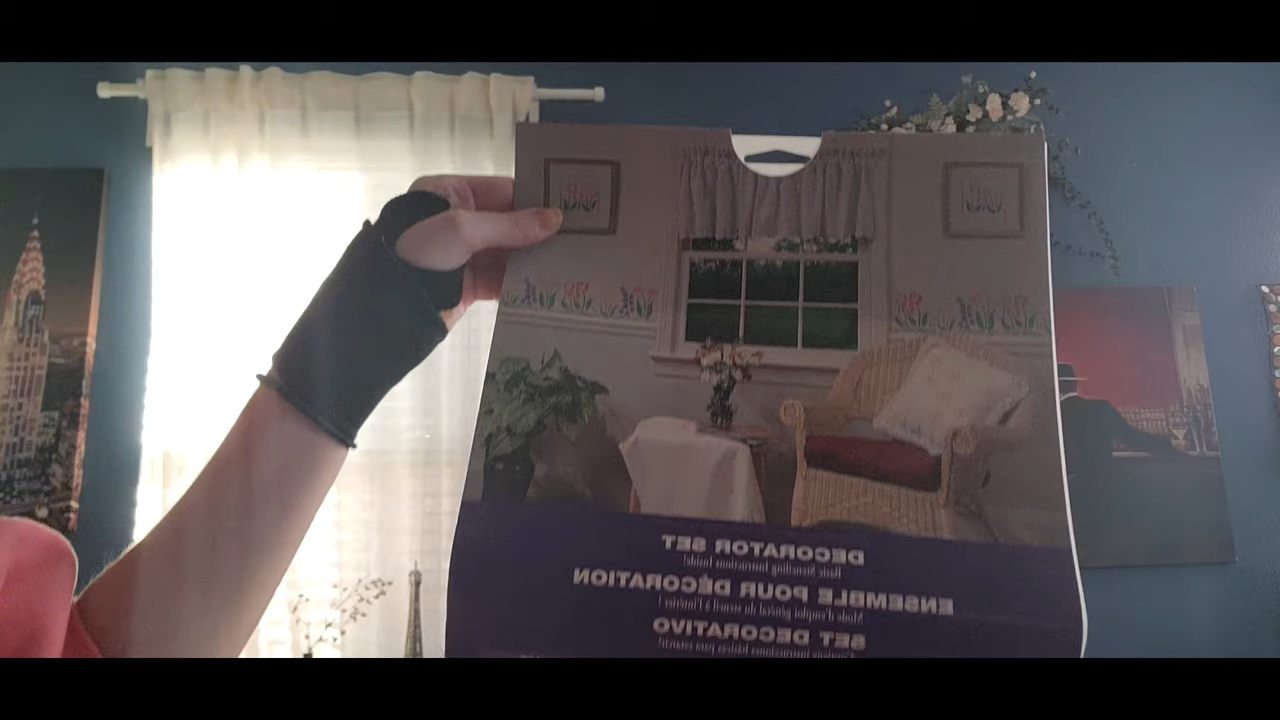 DECORATOR SET
Basic Stenciling Instructions Inside!
ENSEMBLE POUR DÉCORATION
Mode d'emploi général du stencil à l'intérieur!
SET DECORATIVO